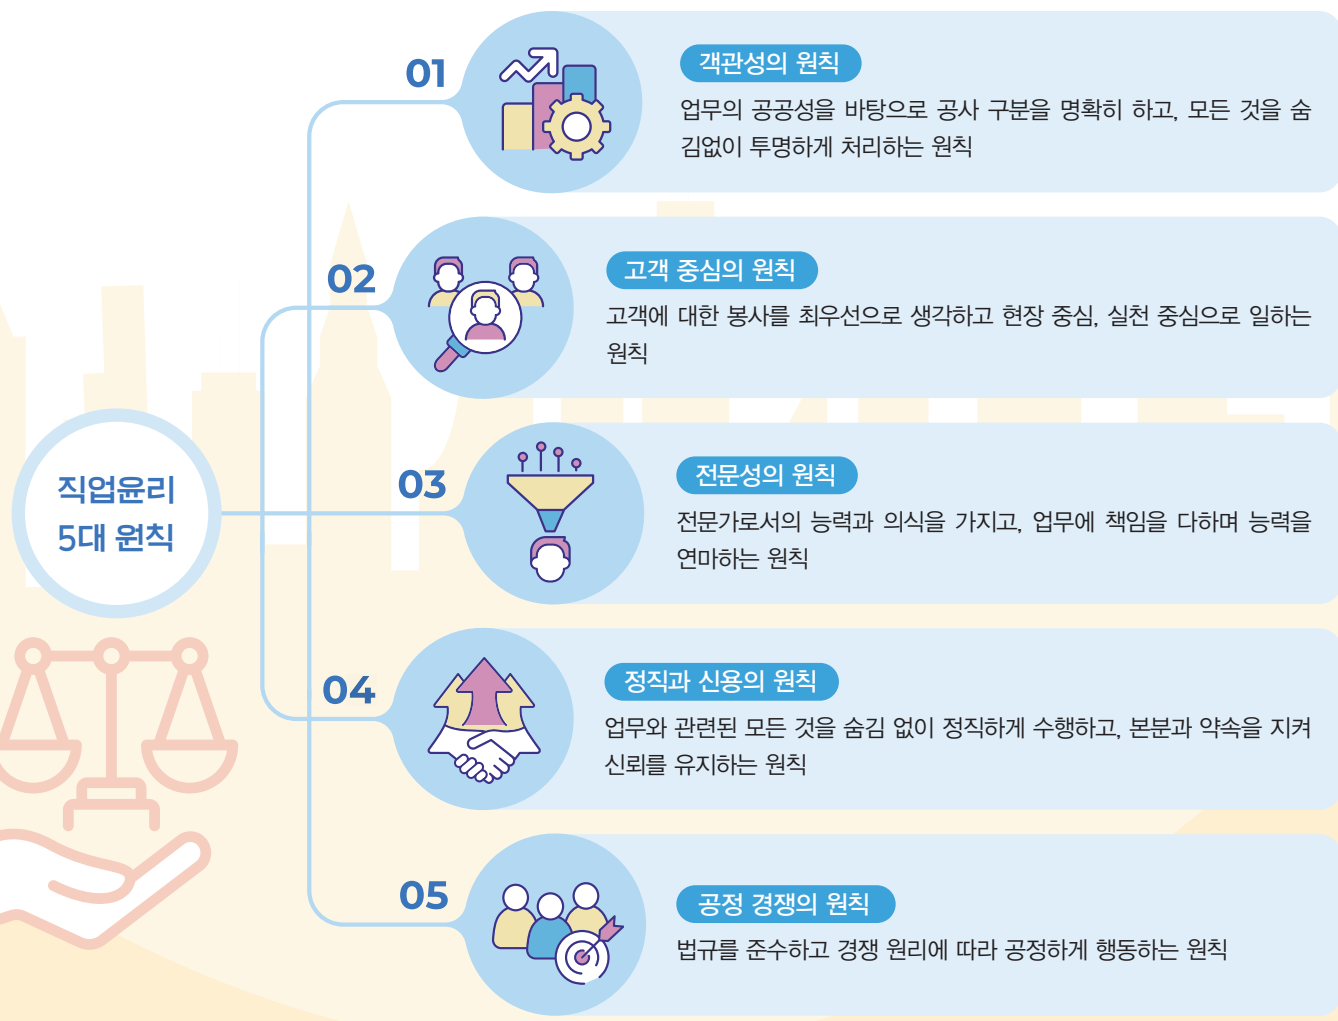 01
객관성의 원칙
업무의 공공성을 바탕으로 공사 구분을 명확히 하고, 모든 것을 숨
김없이 투명하게 처리하는 원칙
02
고객 중심의 원칙
고객에 대한 봉사를 최우선으로 생각하고 현장 중심, 실천 중심으로 일하는
원칙
직업윤리
5대 원칙
03
전문성의 원칙
전문가로서의 능력과 의식을 가지고, 업무에 책임을 다하며 능력을
연마하는 원칙
04
정직과 신용의 원칙
업무와 관련된 모든 것을 숨김 없이 정직하게 수행하고, 본분과 약속을 지켜
신뢰를 유지하는 원칙
05
공정 경쟁의 원칙
법규를 준수하고 경쟁 원리에 따라 공정하게 행동하는 원칙